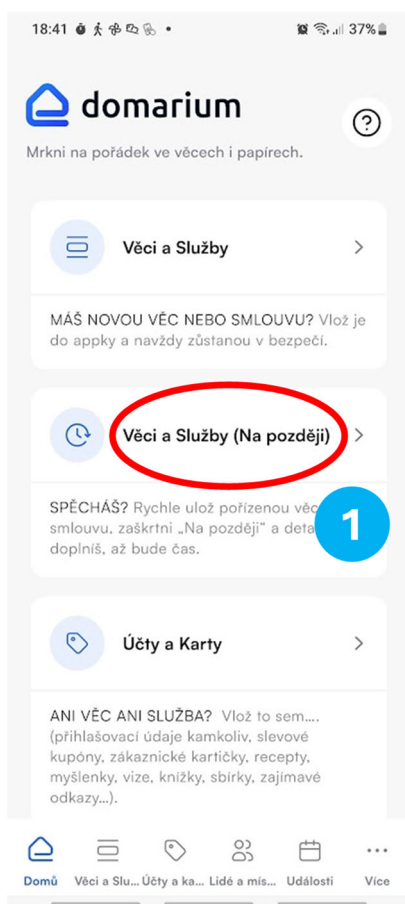 18:41
37%
domarium
Mrkni na pořádek ve věcech i papírech.
Věci a Služby
MÁŠ NOVOU VĚC NEBO SMLOUVU? Vlož je
do appky a navždy zůstanou v bezpečí.
Věci a Služby (Na později)
SPĚCHÁŠ? Rychle ulož pořízenou věc
smlouvu, zaškrtni „Na později“ a
1
doplníš, až bude čas.
Účty a Karty
ANI VĚC ANI SLUŽBA? Vlož to sem....
(přihlašovací údaje kamkoliv, slevové
kupóny, zákaznické kartičky, recepty,
myšlenky, vize, knížky, sbírky, zajímavé
odkazy...).
Domů Věci a Slu... Účty a ka... Lidé a mís... Události Více